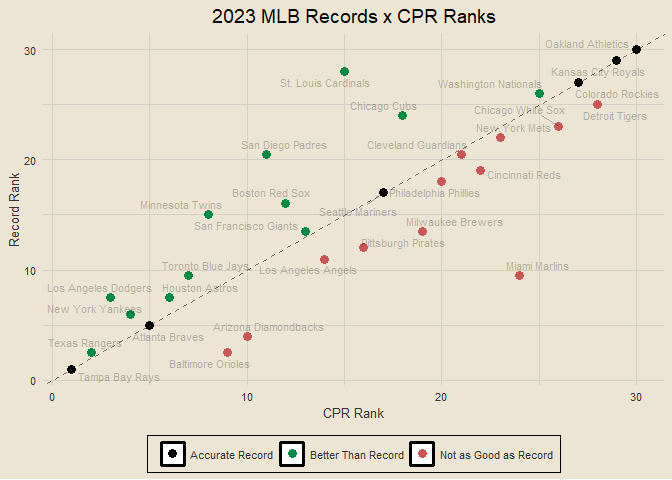 2023 MLB Records x CPR Ranks
30
Oakland Athletics
Kansas City Royals
St. Louis Cardinals
Washington Nationals
Colorado Rockies
Chicago Cubs
Chicago White Sox
Detroit Tigers
New York Mets
San Diego Padres
Cleveland Guardians
20
Cincinnati Reds
Boston Red Sox
Philadelphia Phillies
Minnesota Twins
Seattle Mariners
San Francisco Giants
Milwaukee Brewers
Pittsburgh Pirates
Toronto Blue Jays
Los Angeles Angels
Miami Marlins
10
Los Angeles Dodgers
Houston Astros
New York Yankees
Arizona Diamondbacks
Texas Rangers
Atlanta Braves
Baltimore Orioles
Tampa Bay Rays
0
Record Rank
0
10
20
30
CPR Rank
Accurate Record
Better Than Record
Not as Good as Record